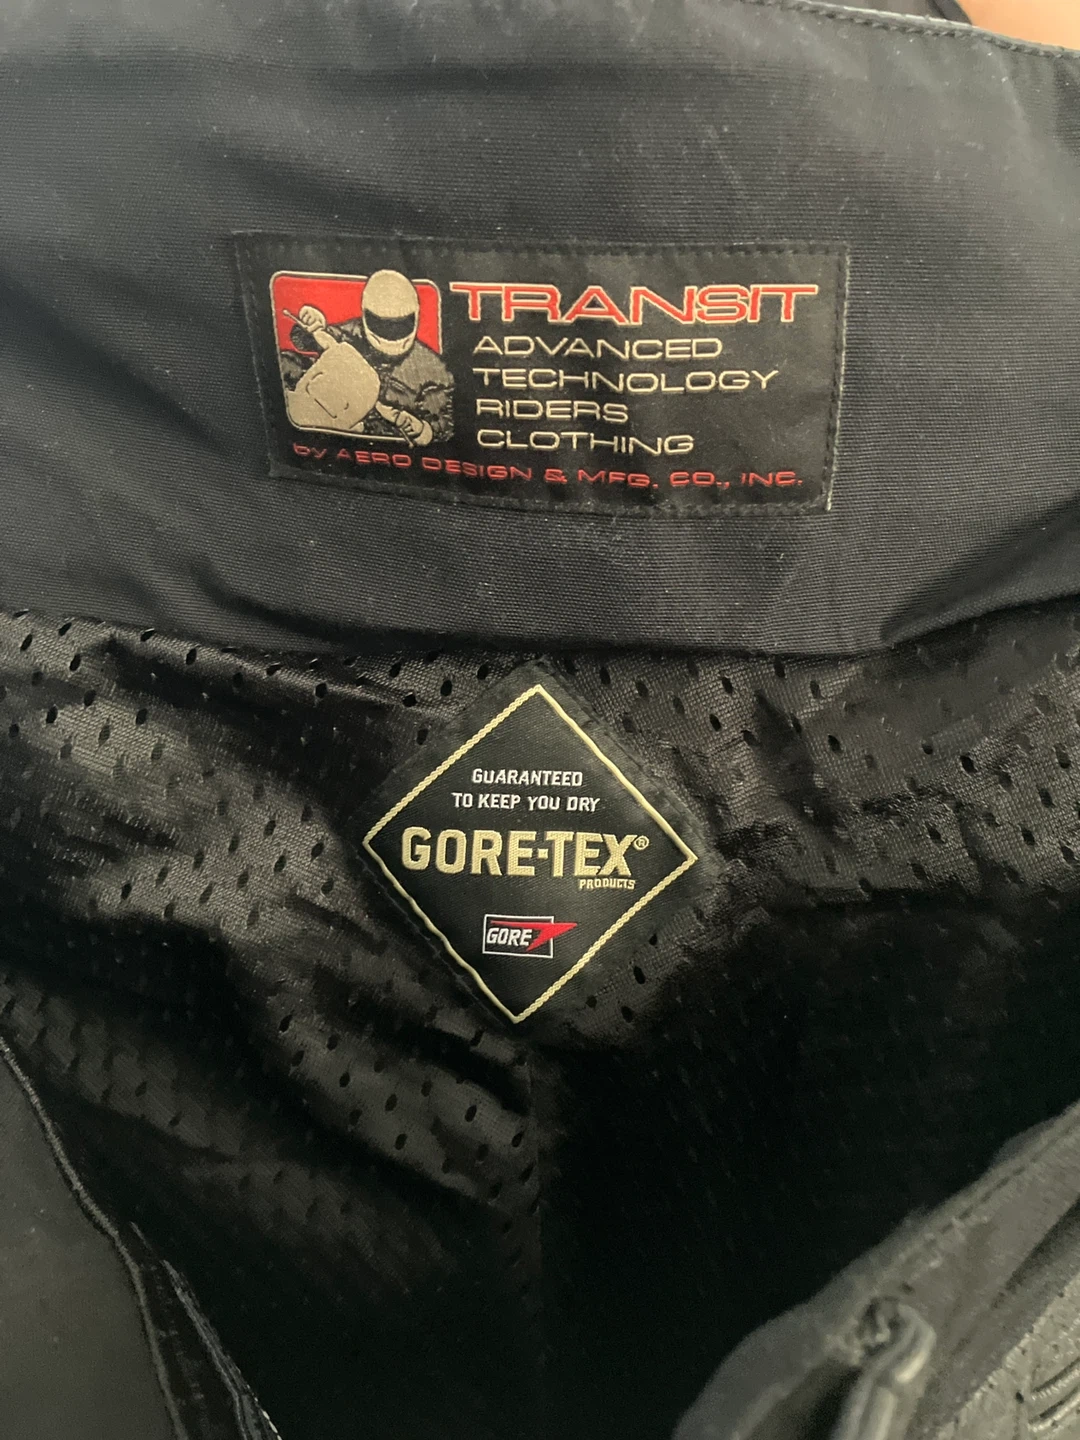 TRANSIT
ADVANCED
TECHNOLOGY
RIDERS
CLOTHING
by AERO DESIGN & MFG. CO., INC.
GUARANTEED
TO KEEP YOU DRY
GORE-TEX®
PRODUCTS
GORE